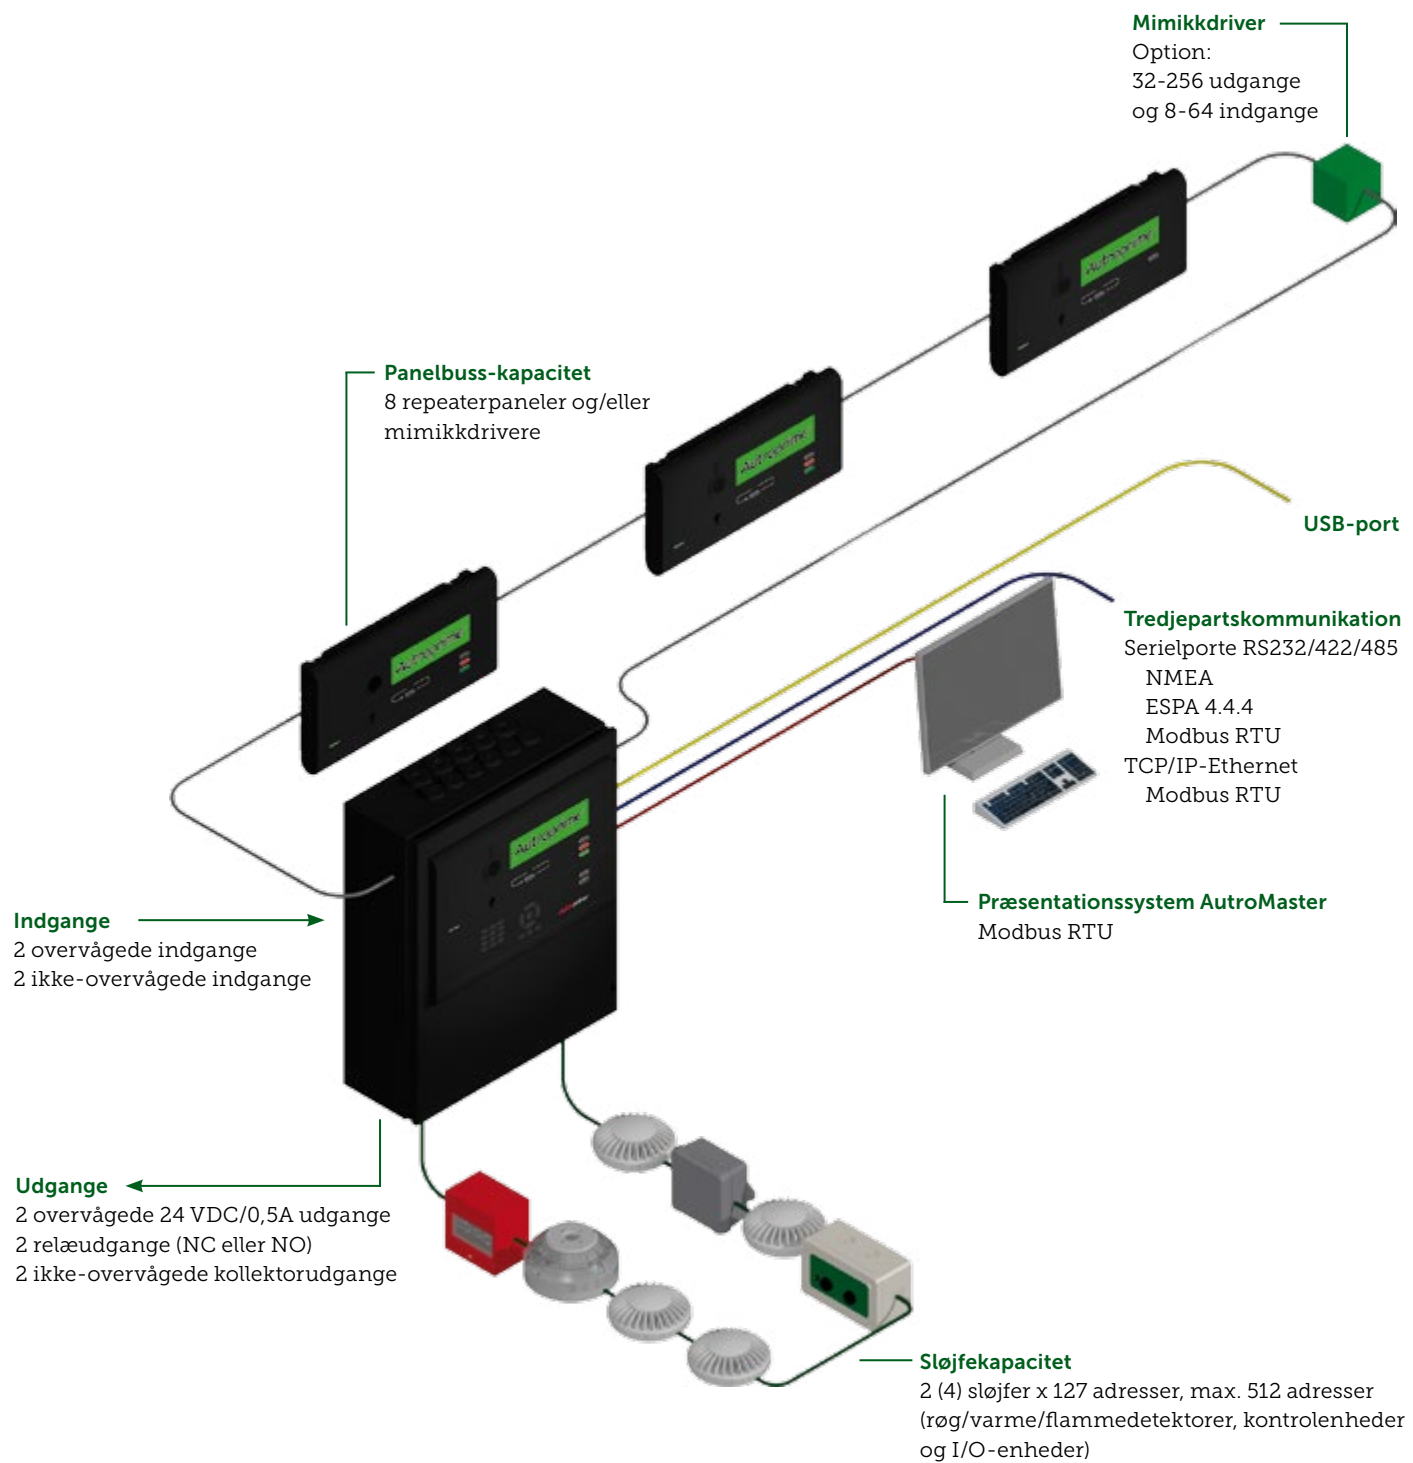 Mimikkdriver
Option:
32-256 udgange
og 8-64 indgange
Autroprime
Autroprime
Panelbuss-kapacitet
8 repeaterpaneler og/eller
mimikkdrivere
USB-port
Autroprime
Tredjepartskommunikation
Serielporte RS232/422/485
NMEA
ESPA 4.4.4
Modbus RTU
TCP/IP-Ethernet
Modbus RTU
Autroprime
Præsentationssystem AutroMaster
Modbus RTU
Indgange
2 overvågede indgange
2 ikke-overvågede indgange
Udgange
2 overvågede 24 VDC/0,5A udgange
2 relæudgange (NC eller NO)
2 ikke-overvågede kollektorudgange
Sløjfekapacitet
2 (4) sløjfer x 127 adresser, max. 512 adresser
(røg/varme/flammedetektorer, kontrolenheder
og I/O-enheder)